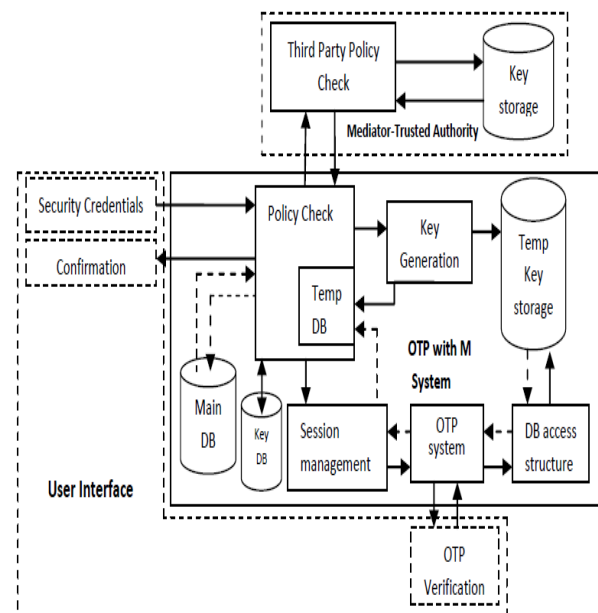 Third Party Policy
Check
Key
storage
Mediator-Trusted Authority
Security Credentials
Confirmation
Policy Check
Key
Generation
Temp
Key
storage
Temp
DB
OTP with M
System
Main
DB
Key
DB
Session
management
OTP
system
DB access
structure
User Interface
OTP
Verification